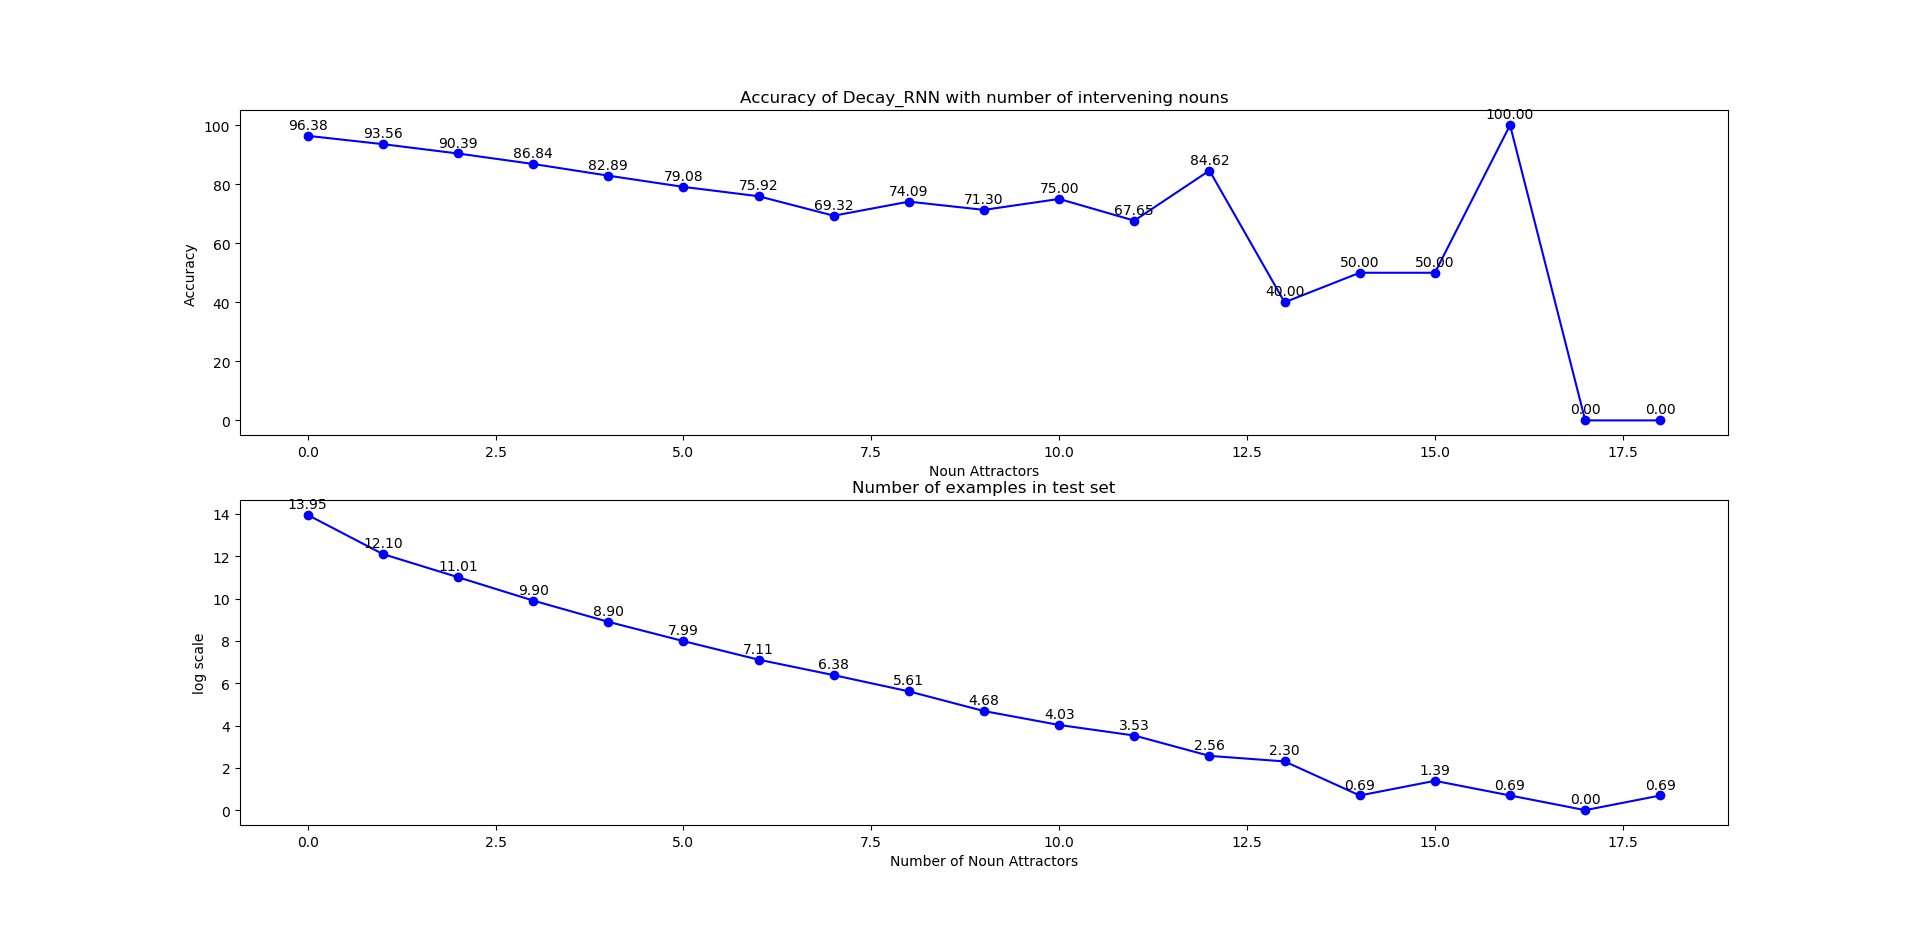 Accuracy of Decay_RNN with number of intervening nouns
100
80
60
40
20
0
Accuracy
96.38 93.56 90.39 86.84 82.89 79.08 75.92 69.32 74.09 71.30 75.00 67.65 84.62 40.00 50.00 50.00 100.00 0.00 0.00
0.0 2.5 5.0 7.5 10.0 12.5 15.0 17.5
Noun Attractors
Number of examples in test set
14
12
10
8
6
4
2
0
log scale
13.95 12.10 11.01 9.90 8.90 7.99 7.11 6.38 5.61 4.68 4.03 3.53 2.56 2.30 0.69 1.39 0.69 0.00 0.69
0.0 2.5 5.0 7.5 10.0 12.5 15.0 17.5
Number of Noun Attractors